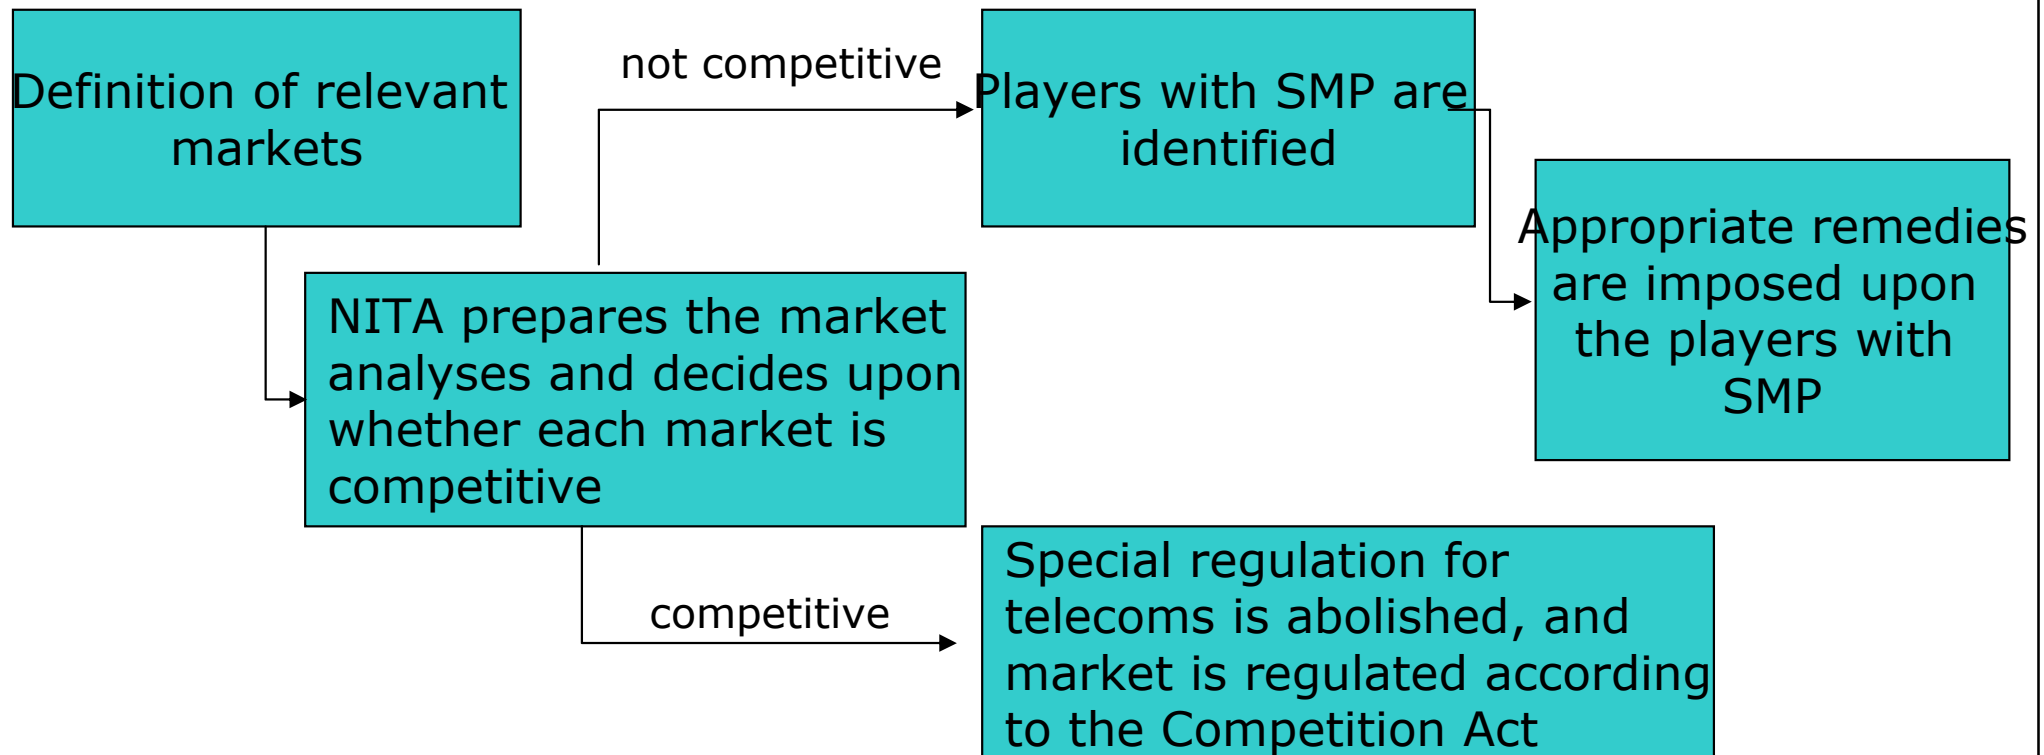 Definition of relevant
markets
not competitive
Players with SMP are
identified
Appropriate remedies
are imposed upon
the players with
SMP
NITA prepares the market
analyses and decides upon
whether each market is
competitive
competitive
Special regulation for
telecoms is abolished, and
market is regulated according
to the Competition Act